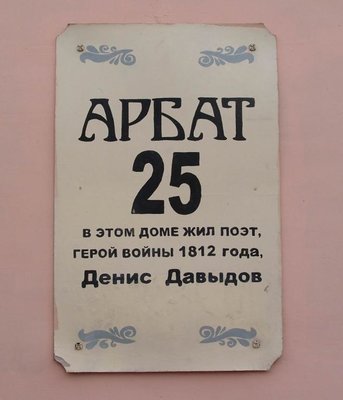 АРБАТ
25
В ЭТОМ ДОМЕ ЖИЛ ПОЭТ,
ГЕРОЙ ВОЙНЫ 1812 года,
Денис Давыдов